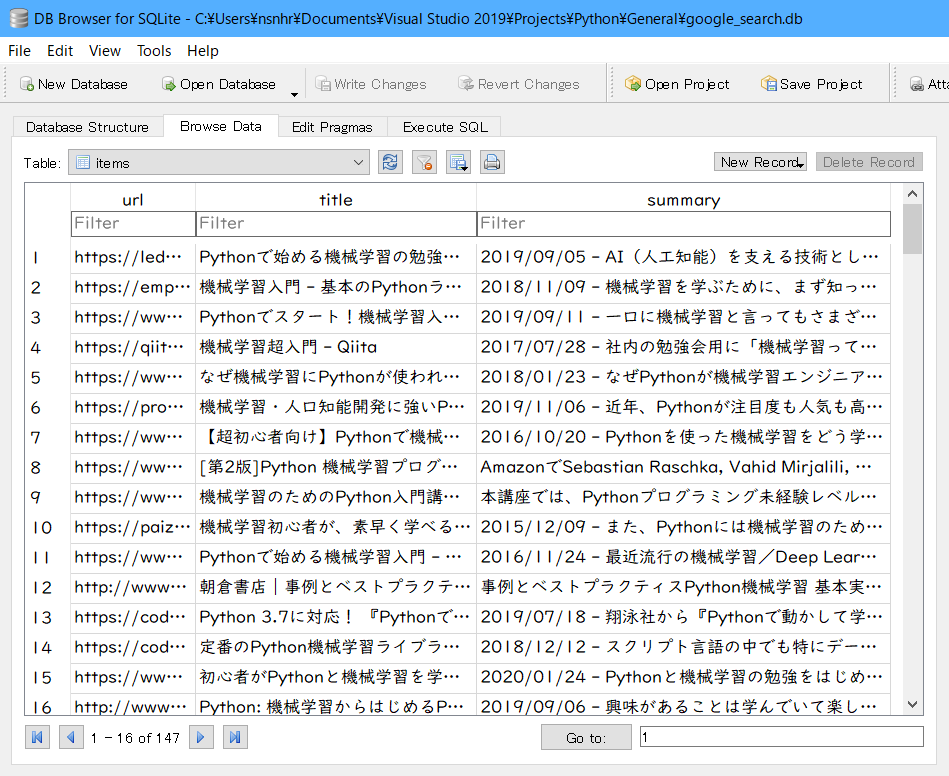 DB Browser for SQLite - C:¥Users¥nsnhr¥Documents¥Visual Studio 2019¥Projects¥Python¥General¥google_search.db
File Edit View Tools Help
New Database Open Database Write Changes Revert Changes Open Project Save Project Atta
Database Structure Browse Data Edit Pragmas Execute SQL
Table: items New Record Delete Record
url title summary
Filter Filter Filter
1 https://led… Pythonで始める機械学習の勉強… 2019/09/05 – AI（人工知能）を支える技術とし…
2 https://emp… 機械学習入門 – 基本のPythonラ… 2018/11/09 – 機械学習を学ぶために、まず知っ…
3 https://ww… Pythonでスタート！機械学習入… 2019/09/11 – 一口に機械学習と言ってもさまざ…
4 https://qiit… 機械学習超入門 – Qiita 2017/07/28 – 社内の勉強会用に「機械学習って…
5 https://ww… なぜ機械学習にPythonが使われ… 2018/01/23 – なぜPythonが機械学習エンジニア…
6 https://pro… 機械学習・人口知能開発に強いP… 2019/11/06 – 近年、Pythonが注目度も人気も高…
7 https://ww… 【超初心者向け】Pythonで機械… 2016/10/20 – Pythonを使った機械学習をどう学…
8 https://ww… [第2版]Python 機械学習プログ… AmazonでSebastian Raschka, Vahid Mirjalili, …
9 https://ww… 機械学習のためのPython入門講… 本講座では、Pythonプログラミング未経験レベル…
10 https://paiz… 機械学習初心者が、素早く学べる… 2015/12/09 – また、Pythonには機械学習のため…
11 https://ww… Pythonで始める機械学習入門 – … 2016/11/24 – 最近流行の機械学習／Deep Lear…
12 http://www… 朝倉書店｜事例とベストプラクテ… 事例とベストプラクティスPython機械学習 基本実…
13 https://cod… Python 3.7に対応！『Pythonで… 2019/07/18 – 翔泳社から『Pythonで動かして学…
14 https://cod… 定番のPython機械学習ライブラ… 2018/12/12 – スクリプト言語の中でも特にデー…
15 https://ww… 初心者がPythonと機械学習を学… 2020/01/24 – Pythonと機械学習の勉強をはじめ…
16 http://www… Python: 機械学習からはじめるP… 2019/09/06 – 興味があることは学んでいて楽し…
1 – 16 of 147 Go to: 1